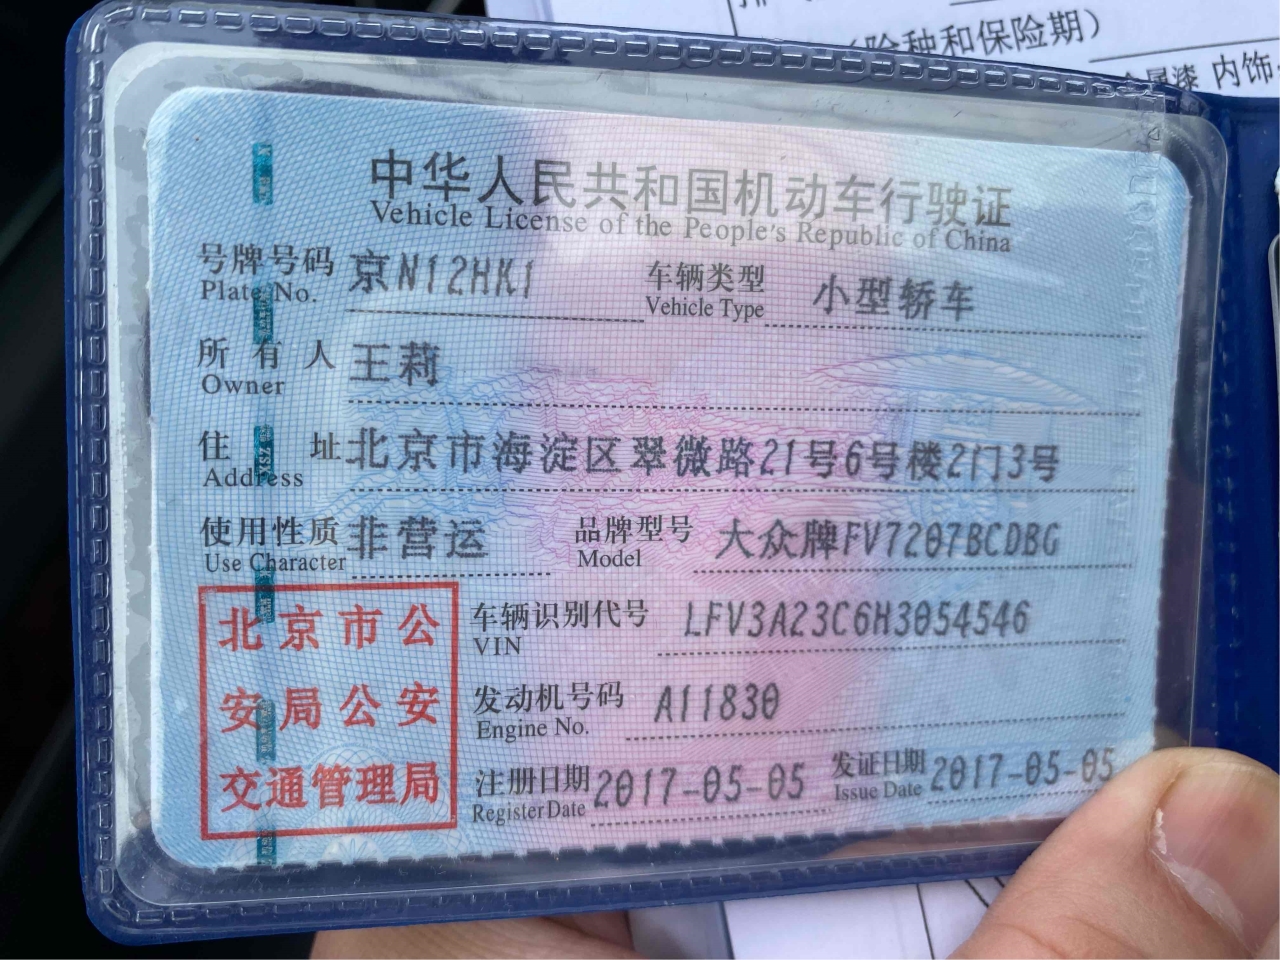 (险种和保险期)
金属漆 内饰
中华人民共和国机动车行驶证
Vehicle License of the People's Republic of China
号牌号码 京N12HK1 车辆类型 小型轿车
Plate No. Vehicle Type
所有人 王莉
Owner
住址 北京市海淀区翠微路21号6号楼2门3号
Address
使用性质 非营运 品牌型号 大众牌FV7207BCDBG
Use Character Model
北京市公
安局公安
交通管理局
车辆识别代号 LFV3A23C6H3054546
VIN
发动机号码 A11830
Engine No.
注册日期 2017-05-05 发证日期 2017-05-05
Register Date Issue Date